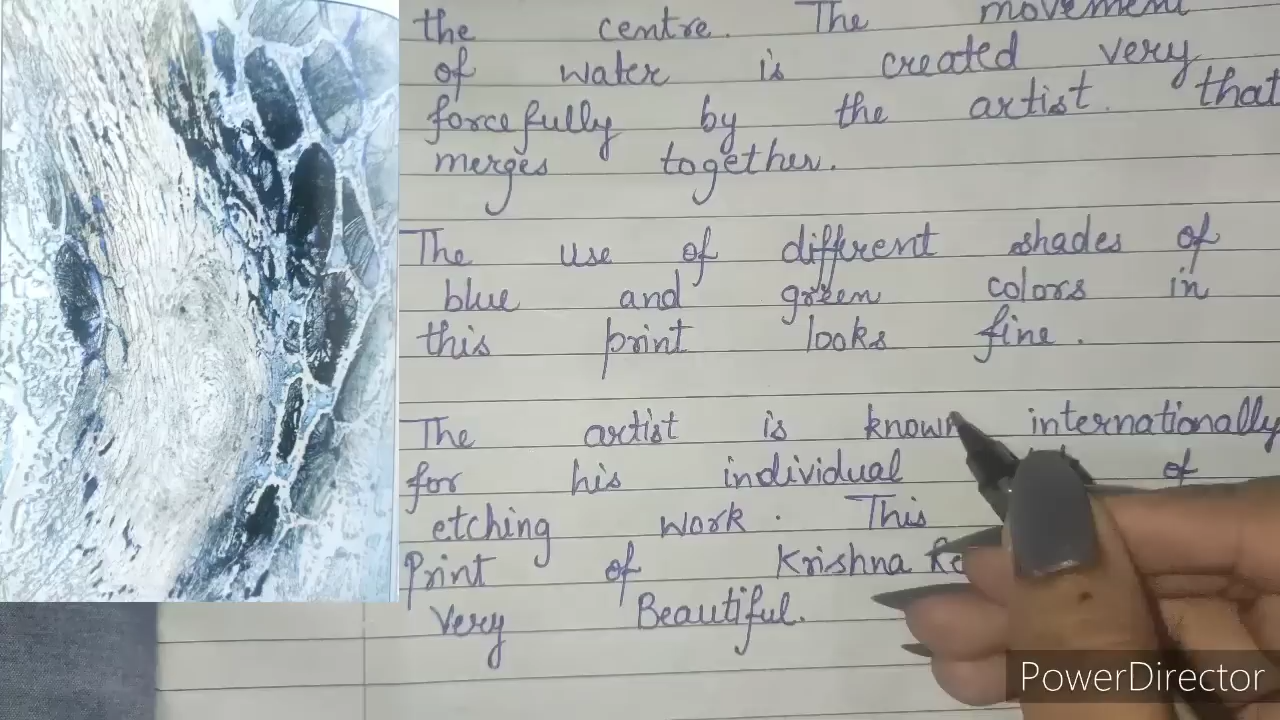 the centre. The movement
of water is created very
forcefully by the artist. that
merges together.
The use of different shades of
blue and green colors in
this print looks fine.
The artist is known internationally
for his individual of
etching work. This
Print of Krishna Re
Very Beautiful.
PowerDirector